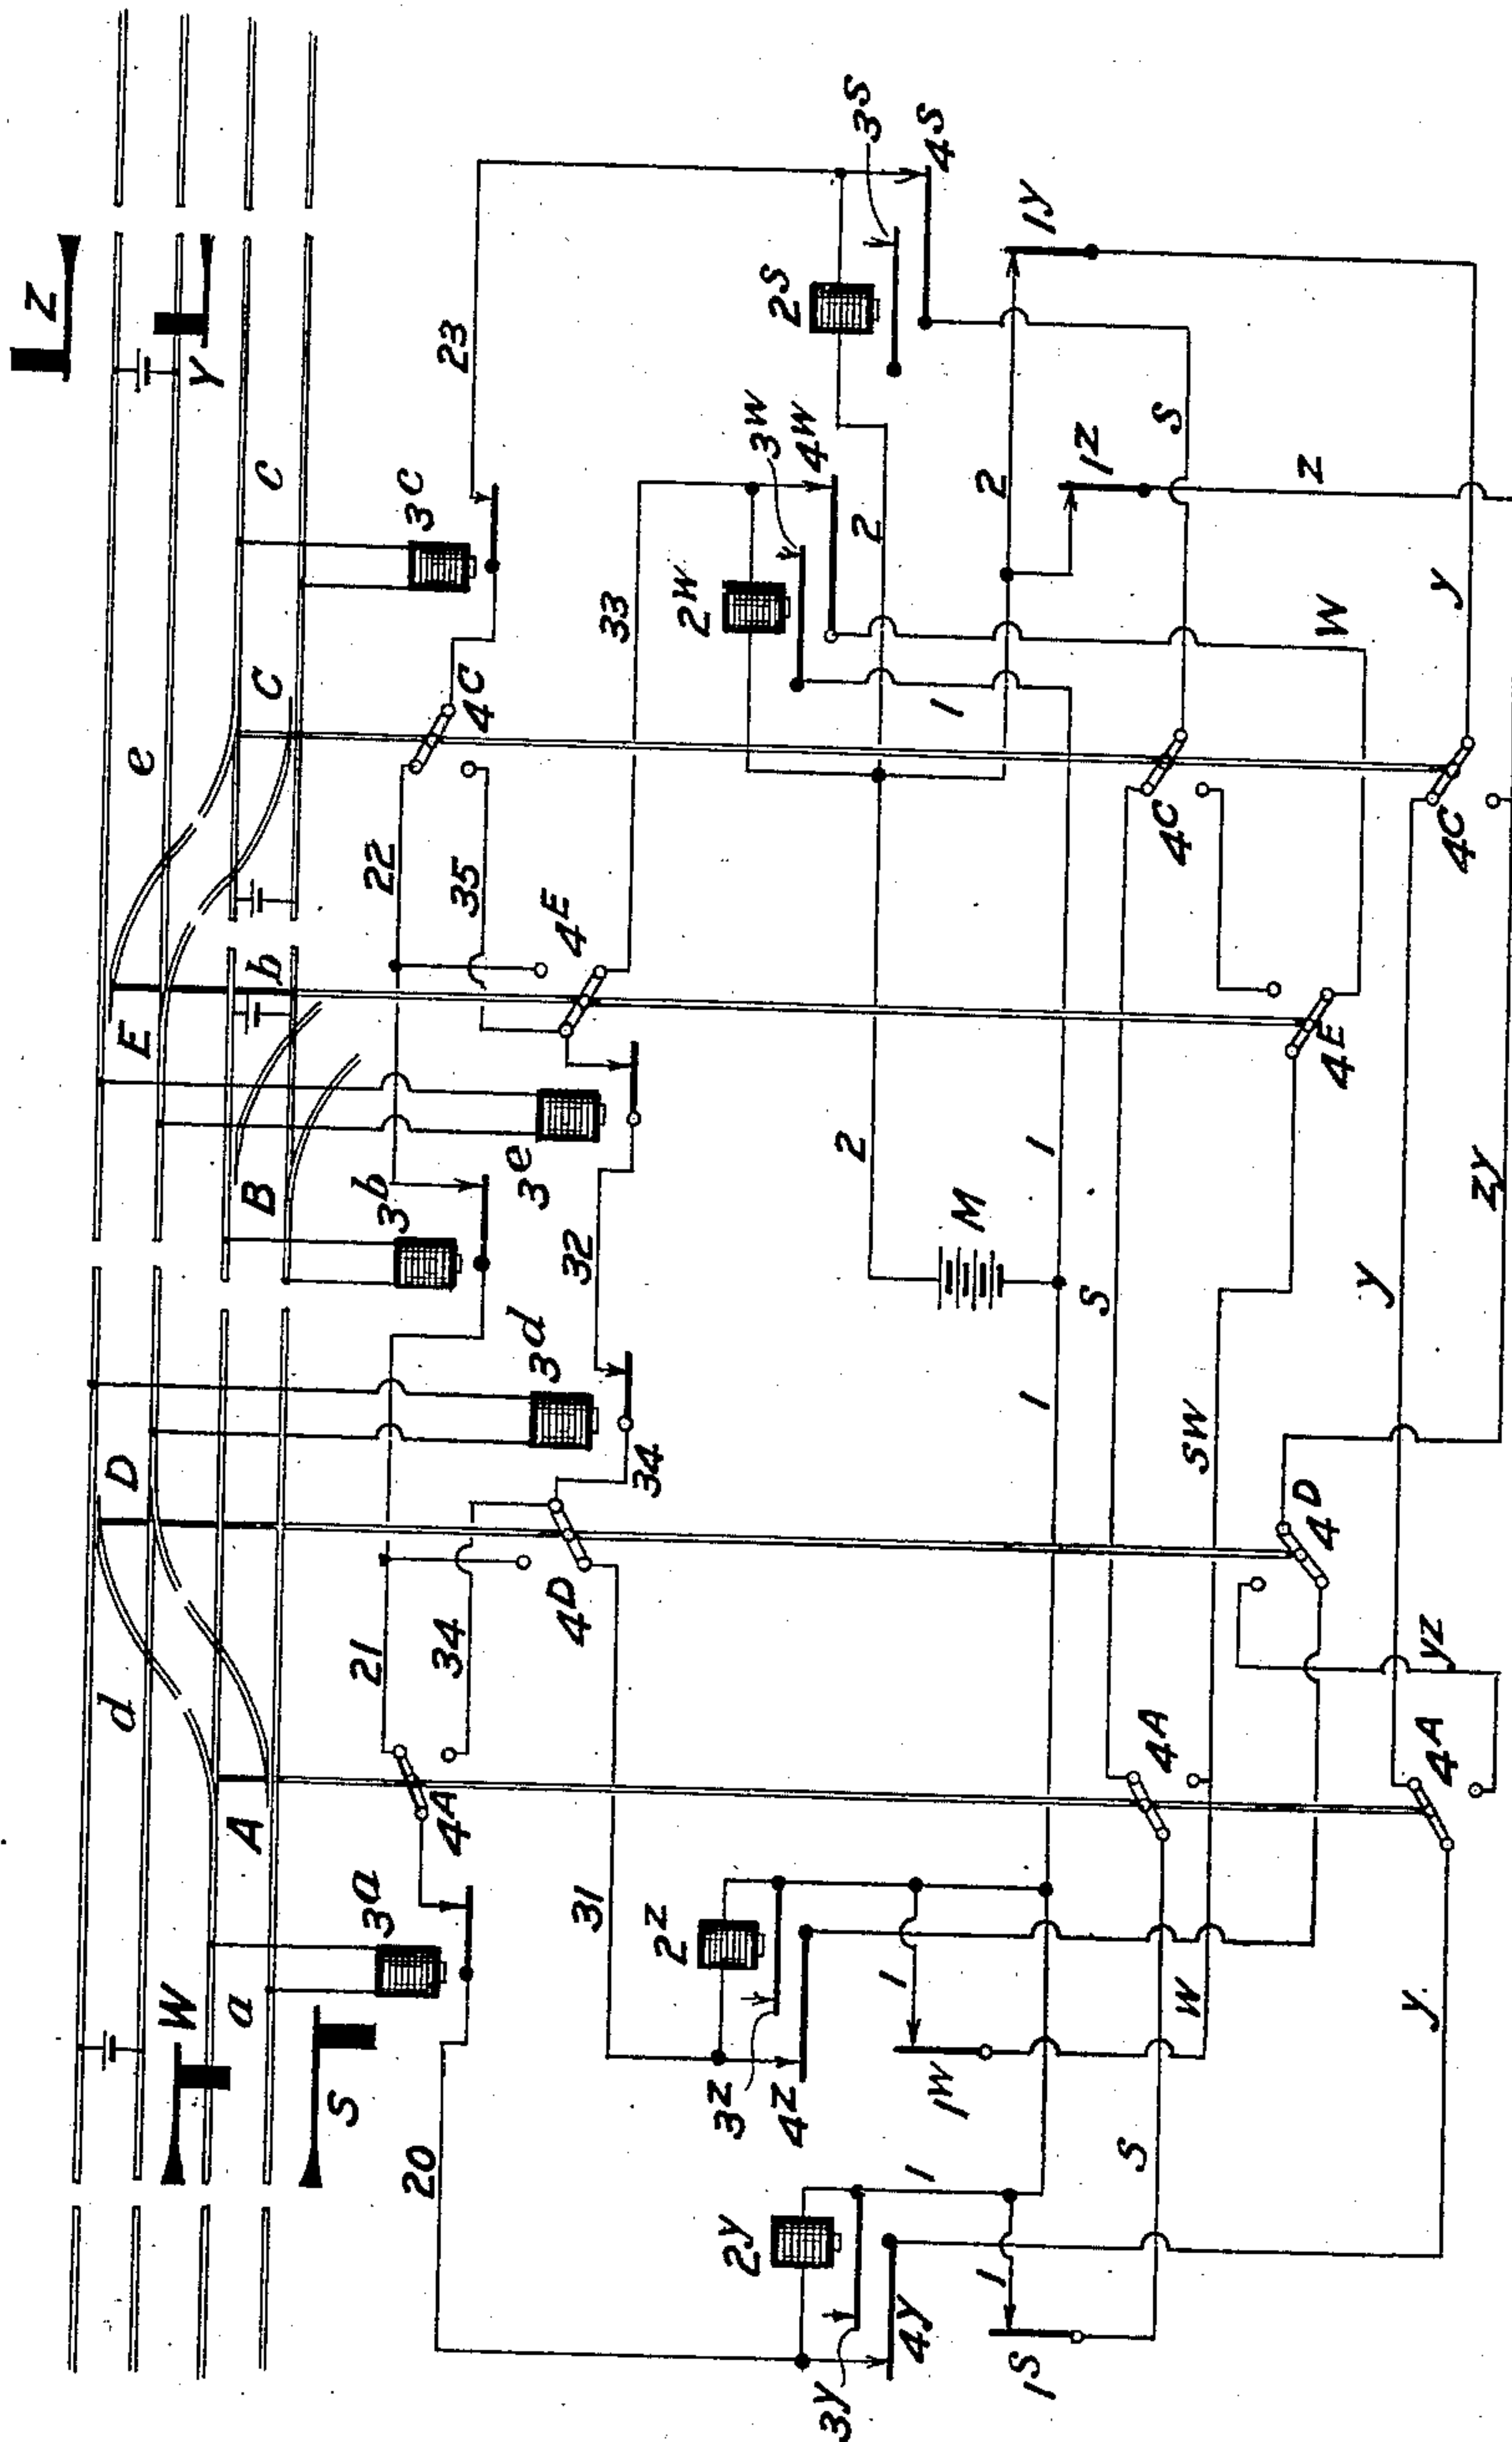 Z
d D E e
W Y
a A B b C c
S
3a 3b 3c
20 4A 21 22 4C 23
34 35
3d 3e 4E
4D 34 32 33
31
2Z 2W
3Z 3W
4Z 4W
2Y 2S
3Y 3S
4Y 4S
1 1 2 2
1 M 1
1W 1 1 2
1S 1Z 1Y
S W S S
4A SW 4C
4D 4E W Z
yz y y
y 4A zy 4C